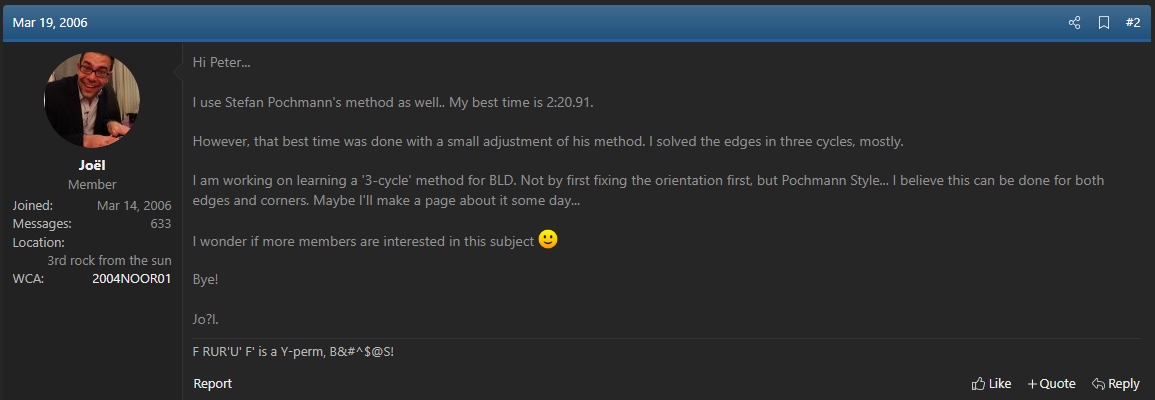 Mar 19, 2006
#2
Joël
Member
Joined: Mar 14, 2006
Messages: 633
Location:
3rd rock from the sun
WCA: 2004NOOR01
Hi Peter...
I use Stefan Pochmann's method as well.. My best time is 2:20.91.
However, that best time was done with a small adjustment of his method. I solved the edges in three cycles, mostly.
I am working on learning a '3-cycle' method for BLD. Not by first fixing the orientation first, but Pochmann Style... I believe this can be done for both
edges and corners. Maybe I'll make a page about it some day...
I wonder if more members are interested in this subject 🙂
Bye!
Jo?l.
F RUR'U' F' is a Y-perm, B&#^$@S!
Report
Like
+Quote
Reply